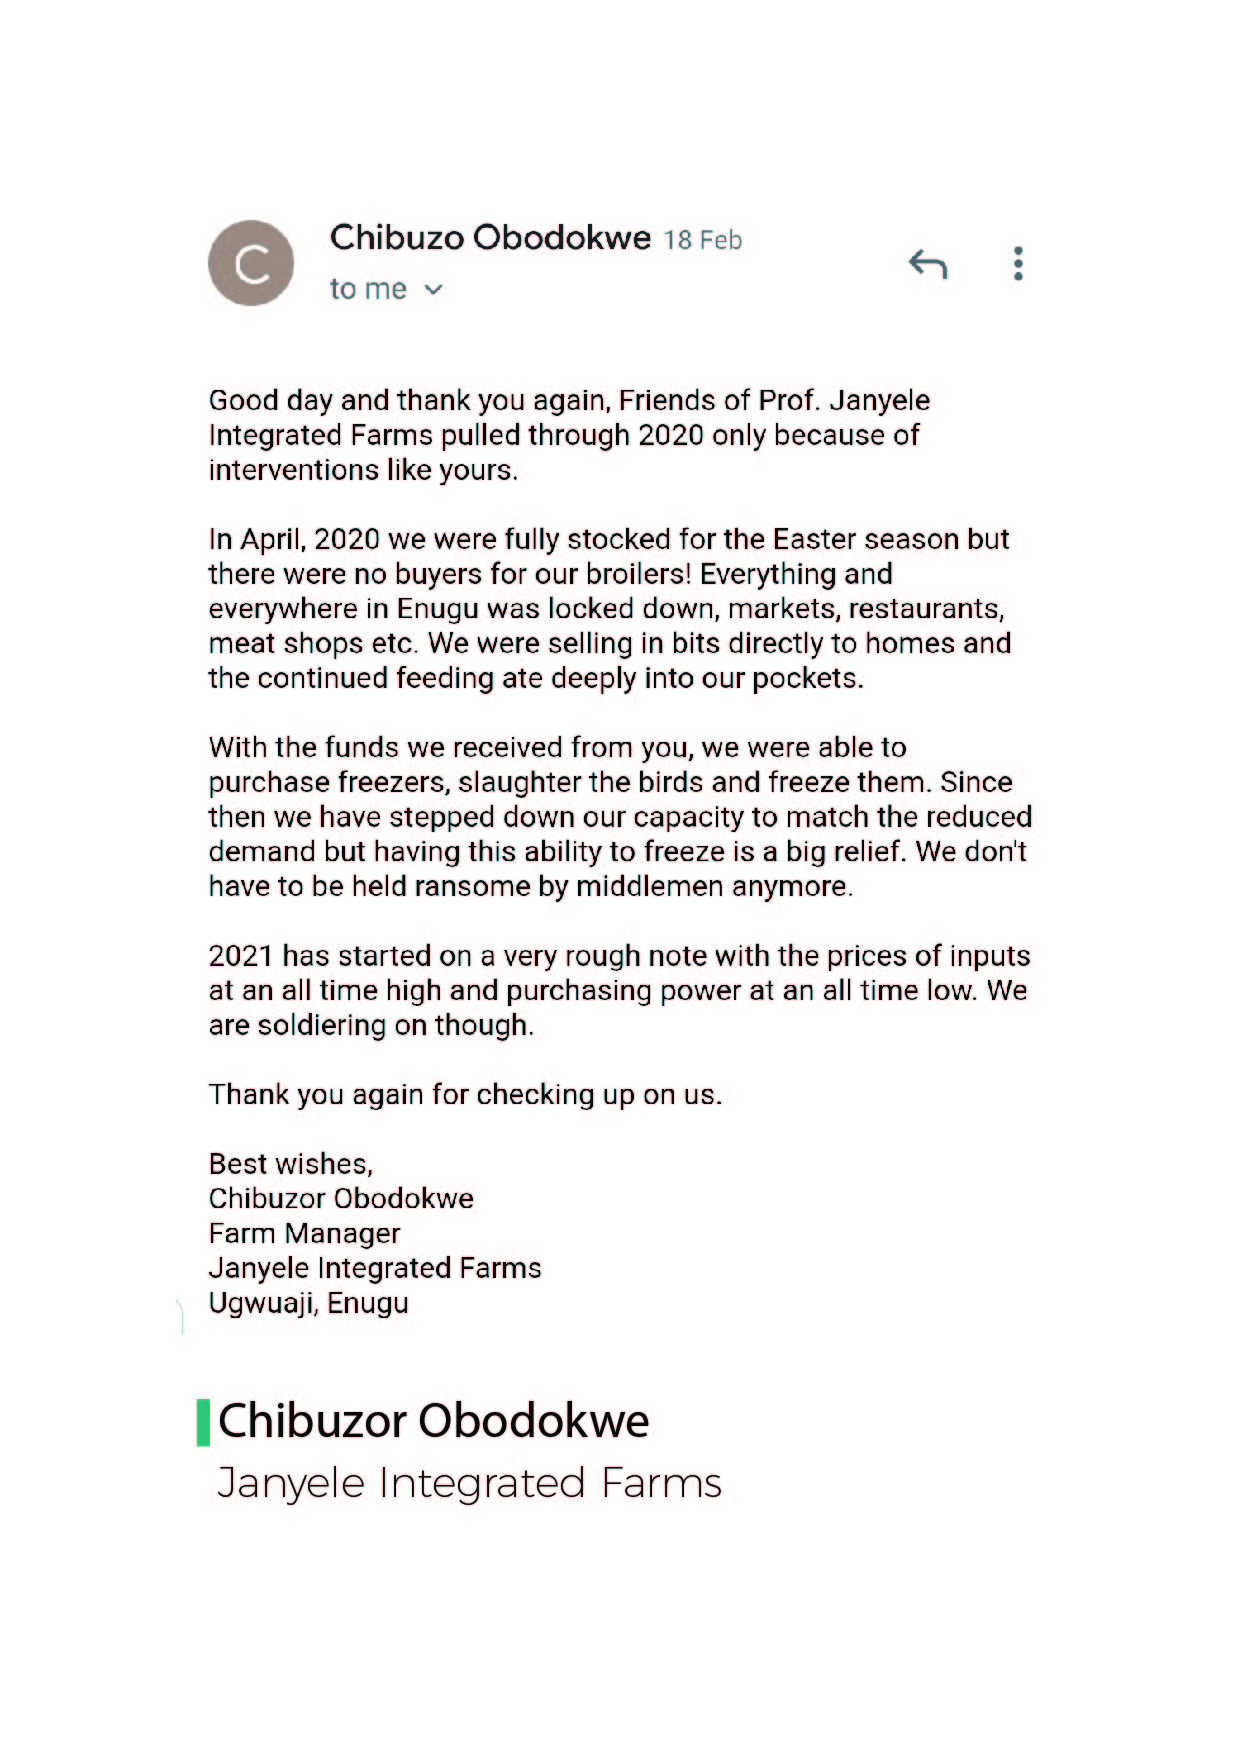 C
Chibuzo Obodokwe 18 Feb
to me
Good day and thank you again, Friends of Prof. Janyele
Integrated Farms pulled through 2020 only because of
interventions like yours.
In April, 2020 we were fully stocked for the Easter season but
there were no buyers for our broilers! Everything and
everywhere in Enugu was locked down, markets, restaurants,
meat shops etc. We were selling in bits directly to homes and
the continued feeding ate deeply into our pockets.
With the funds we received from you, we were able to
purchase freezers, slaughter the birds and freeze them. Since
then we have stepped down our capacity to match the reduced
demand but having this ability to freeze is a big relief. We don't
have to be held ransome by middlemen anymore.
2021 has started on a very rough note with the prices of inputs
at an all time high and purchasing power at an all time low. We
are soldiering on though.
Thank you again for checking up on us.
Best wishes,
Chibuzor Obodokwe
Farm Manager
Janyele Integrated Farms
Ugwuaji, Enugu
Chibuzor Obodokwe
Janyele Integrated Farms